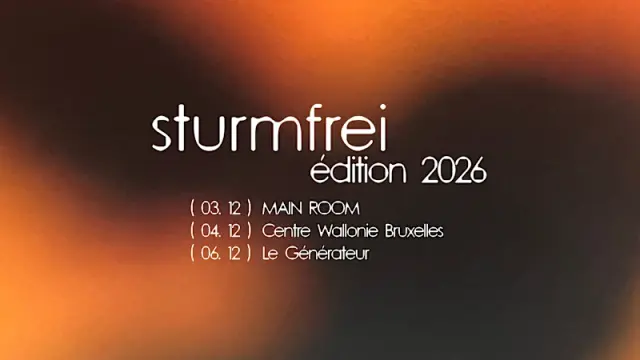 sturmfrei
édition 2026
( 03. 12 ) MAIN ROOM
( 04. 12 ) Centre Wallonie Bruxelles
( 06. 12 ) Le Générateur